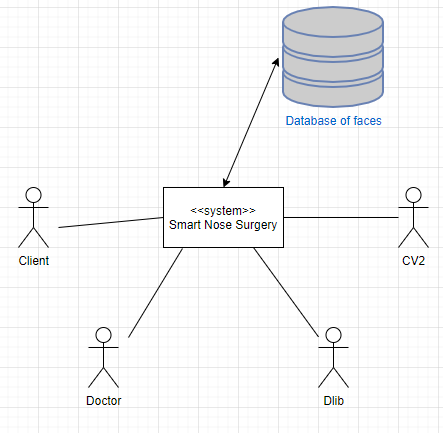 Database of faces
<<system>>
Smart Nose Surgery
Client
CV2
Doctor
Dlib